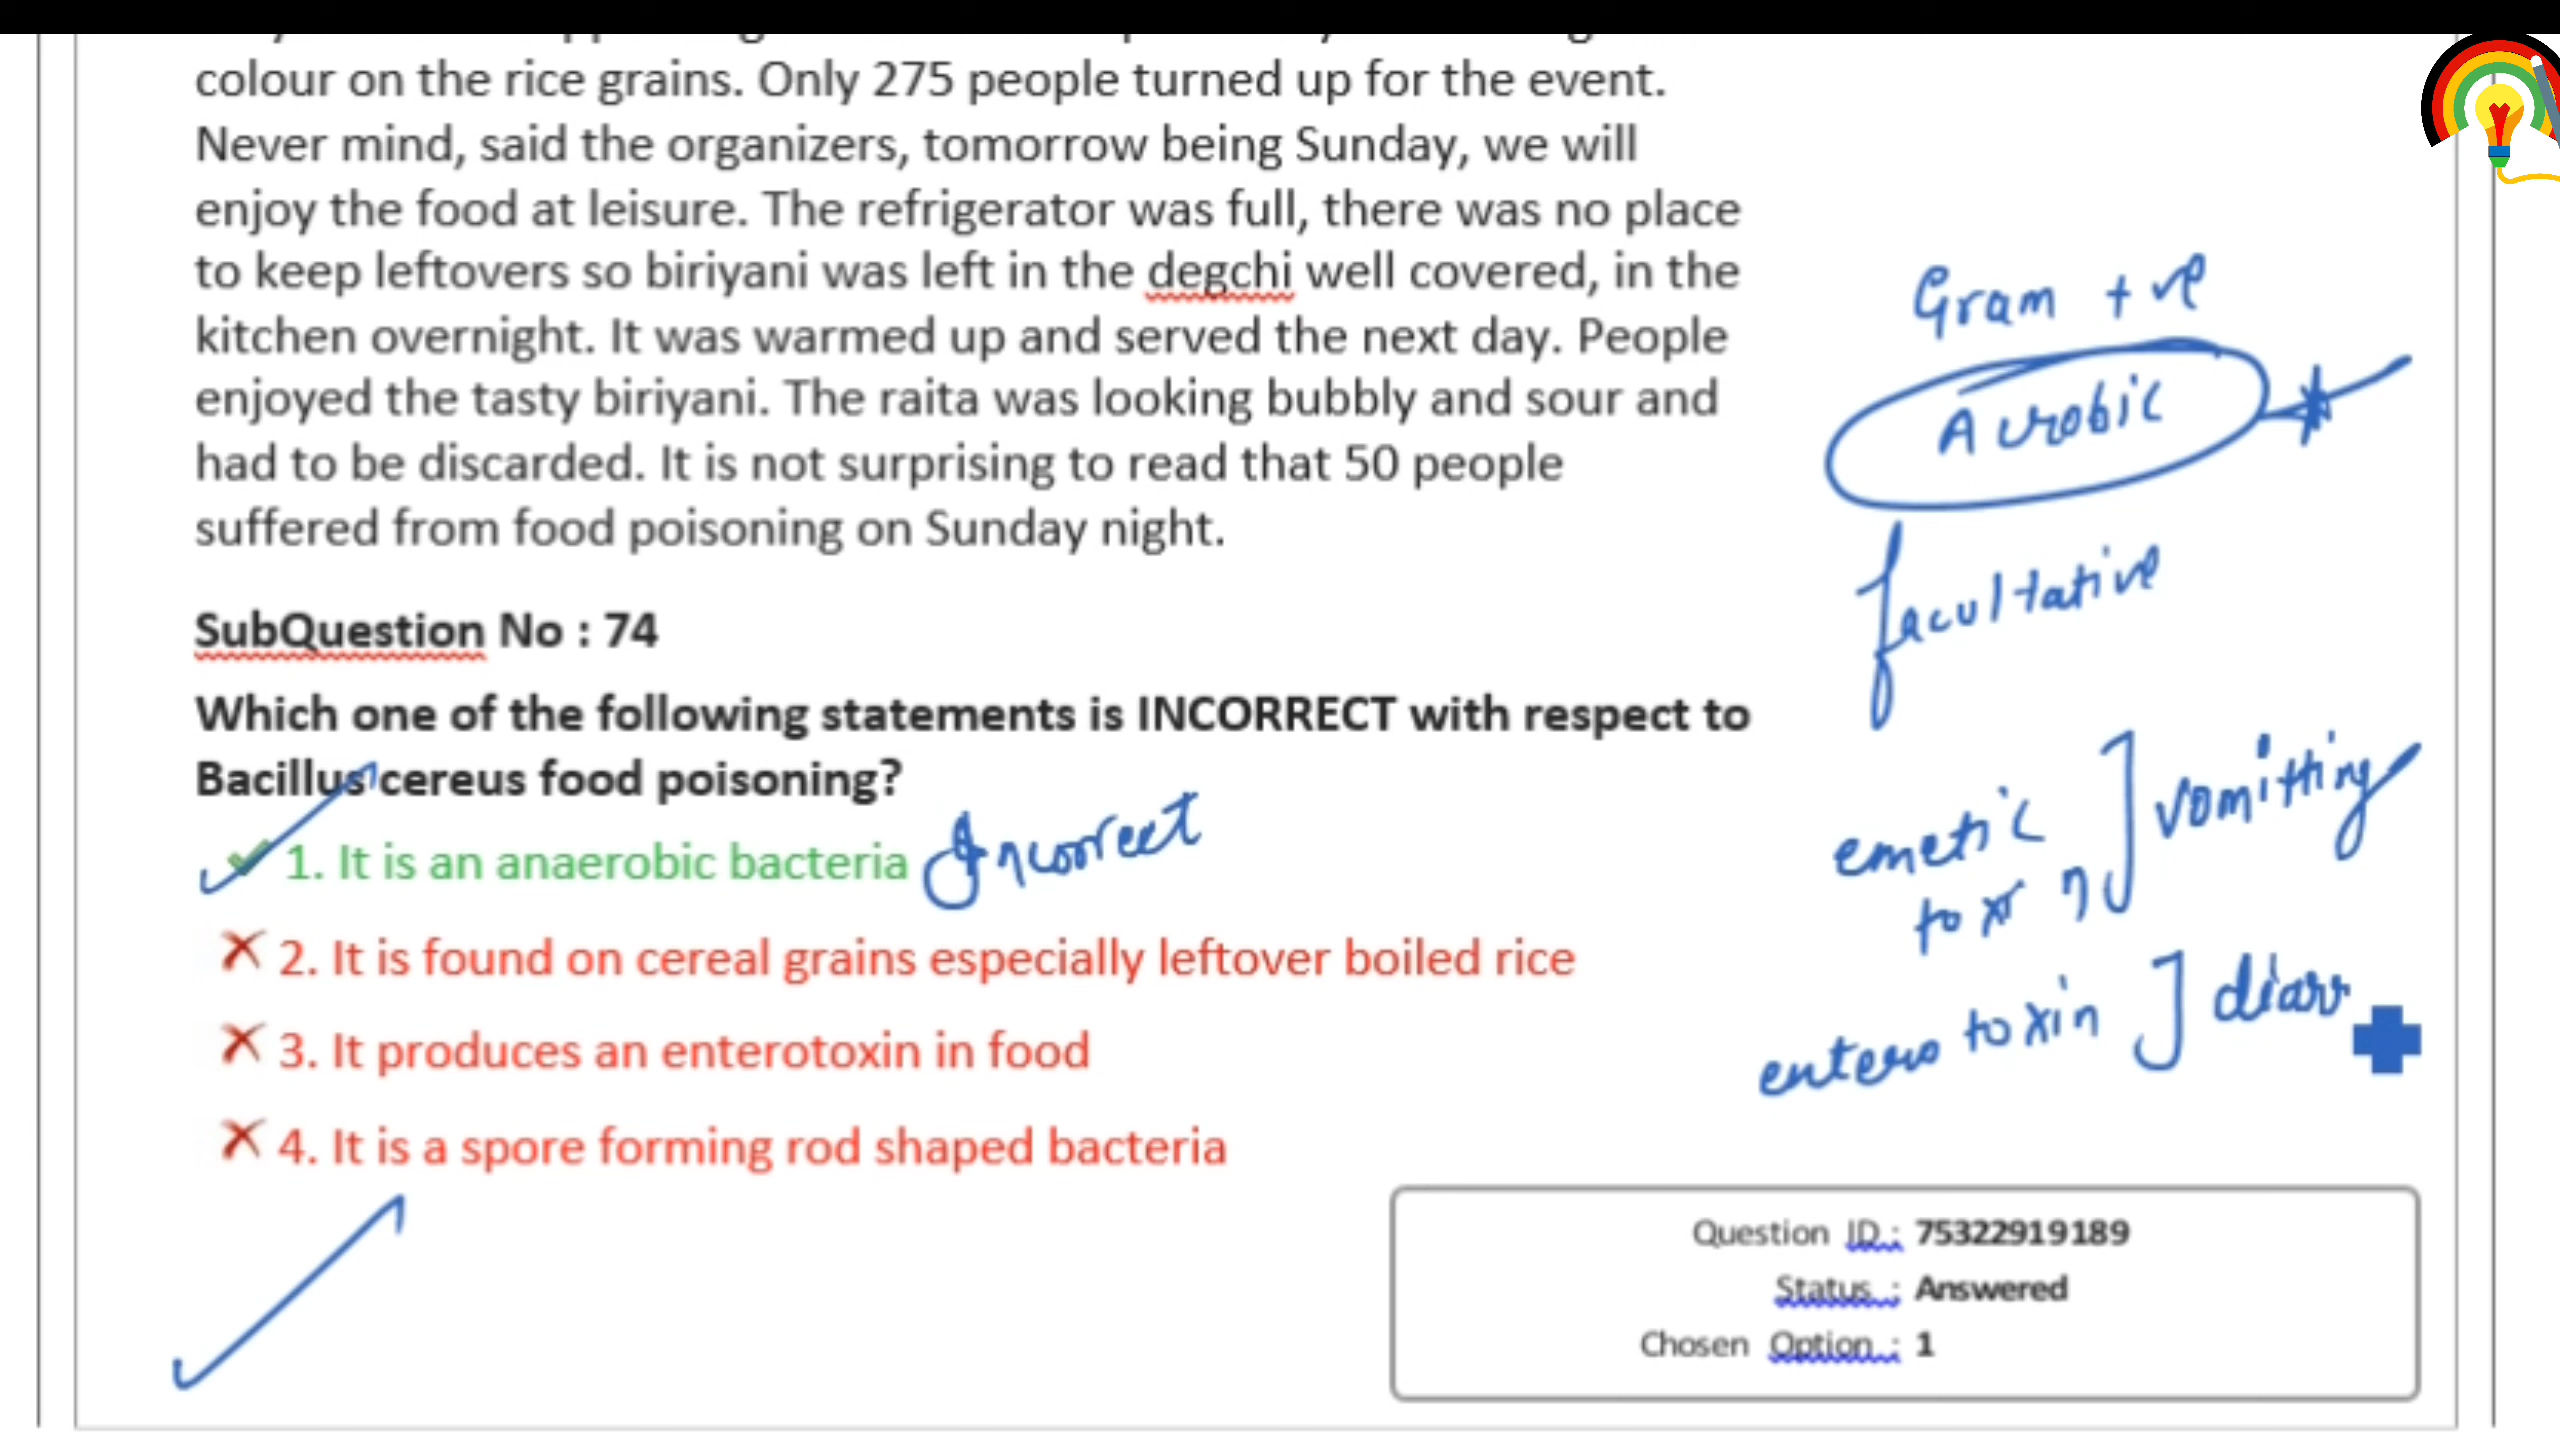 colour on the rice grains. Only 275 people turned up for the event.
Never mind, said the organizers, tomorrow being Sunday, we will
enjoy the food at leisure. The refrigerator was full, there was no place
to keep leftovers so biriyani was left in the degchi well covered, in the
kitchen overnight. It was warmed up and served the next day. People
enjoyed the tasty biriyani. The raita was looking bubbly and sour and
had to be discarded. It is not surprising to read that 50 people
suffered from food poisoning on Sunday night.
SubQuestion No : 74
Which one of the following statements is INCORRECT with respect to
Bacillus cereus food poisoning?
1. It is an anaerobic bacteria Incorrect
2. It is found on cereal grains especially leftover boiled rice
3. It produces an enterotoxin in food
4. It is a spore forming rod shaped bacteria
Gram +ve
Aerobic
facultative
emetic
toxin
vomitting
entero toxin
diarr
Question ID : 75322919189
Status : Answered
Chosen Option : 1